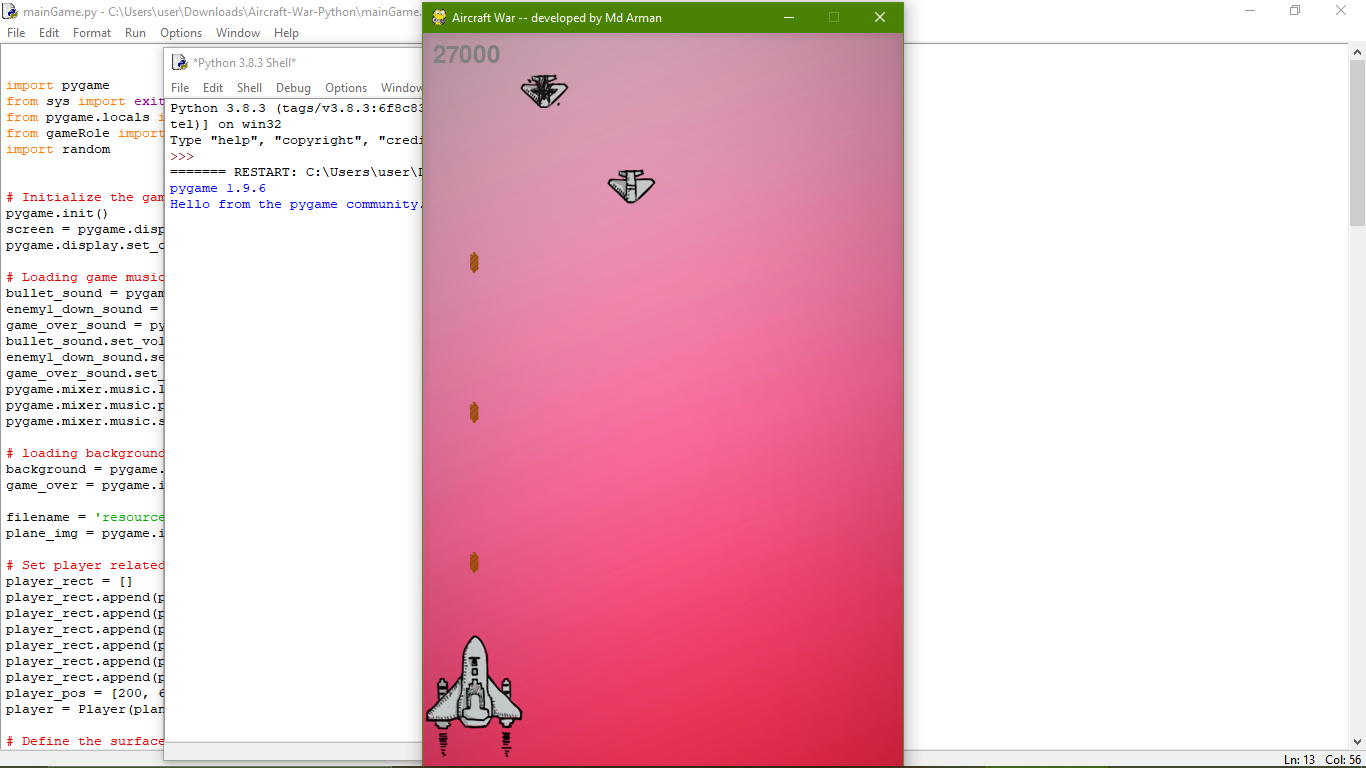 mainGame.py - C:\Users\user\Downloads\Aircraft-War-Python\mainGame.
File Edit Format Run Options Window Help
import pygame
from sys import exit
from pygame.locals i
from gameRole import
import random
# Initialize the gam
pygame.init()
screen = pygame.disp
pygame.display.set_c
# Loading game music
bullet_sound = pygam
enemy1_down_sound =
game_over_sound = py
bullet_sound.set_vol
enemy1_down_sound.se
game_over_sound.set_
pygame.mixer.music.l
pygame.mixer.music.p
pygame.mixer.music.s
# loading background
background = pygame.
game_over = pygame.i
filename = 'resource
plane_img = pygame.i
# Set player related
player_rect = []
player_rect.append(p
player_rect.append(p
player_rect.append(p
player_rect.append(p
player_rect.append(p
player_rect.append(p
player_pos = [200, 6
player = Player(plan
# Define the surface
*Python 3.8.3 Shell*
File Edit Shell Debug Options Window
Python 3.8.3 (tags/v3.8.3:6f8c83
tel)] on win32
Type "help", "copyright", "credi
>>>
======= RESTART: C:\Users\user\D
pygame 1.9.6
Hello from the pygame community.
Aircraft War -- developed by Md Arman
27000
Ln: 13 Col: 56